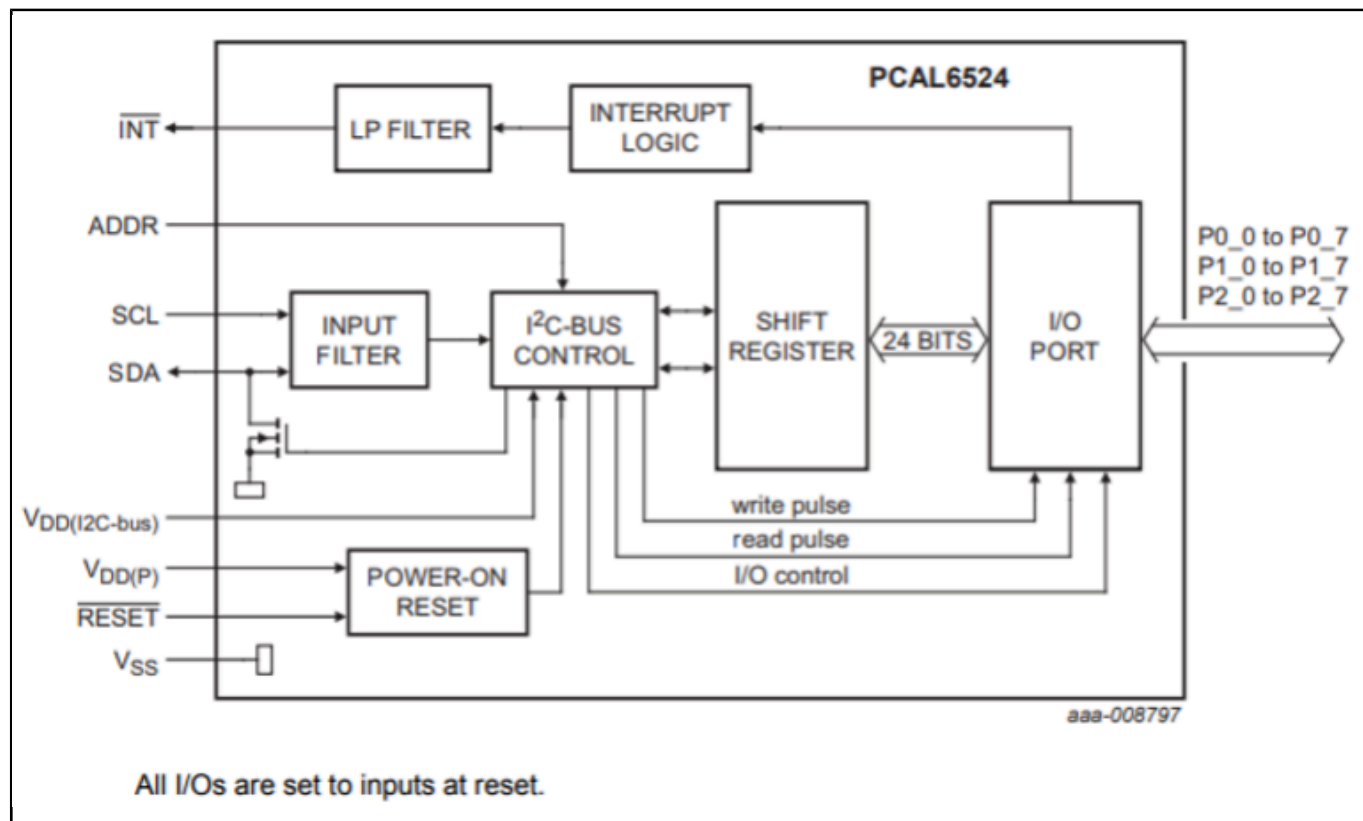 PCAL6524
INT
LP FILTER
INTERRUPT
LOGIC
ADDR
SCL
SDA
INPUT
FILTER
I²C-BUS
CONTROL
SHIFT
REGISTER
24 BITS
I/O
PORT
P0_0 to P0_7
P1_0 to P1_7
P2_0 to P2_7
VDD(I2C-bus)
write pulse
read pulse
I/O control
VDD(P)
RESET
POWER-ON
RESET
VSS
aaa-008797
All I/Os are set to inputs at reset.